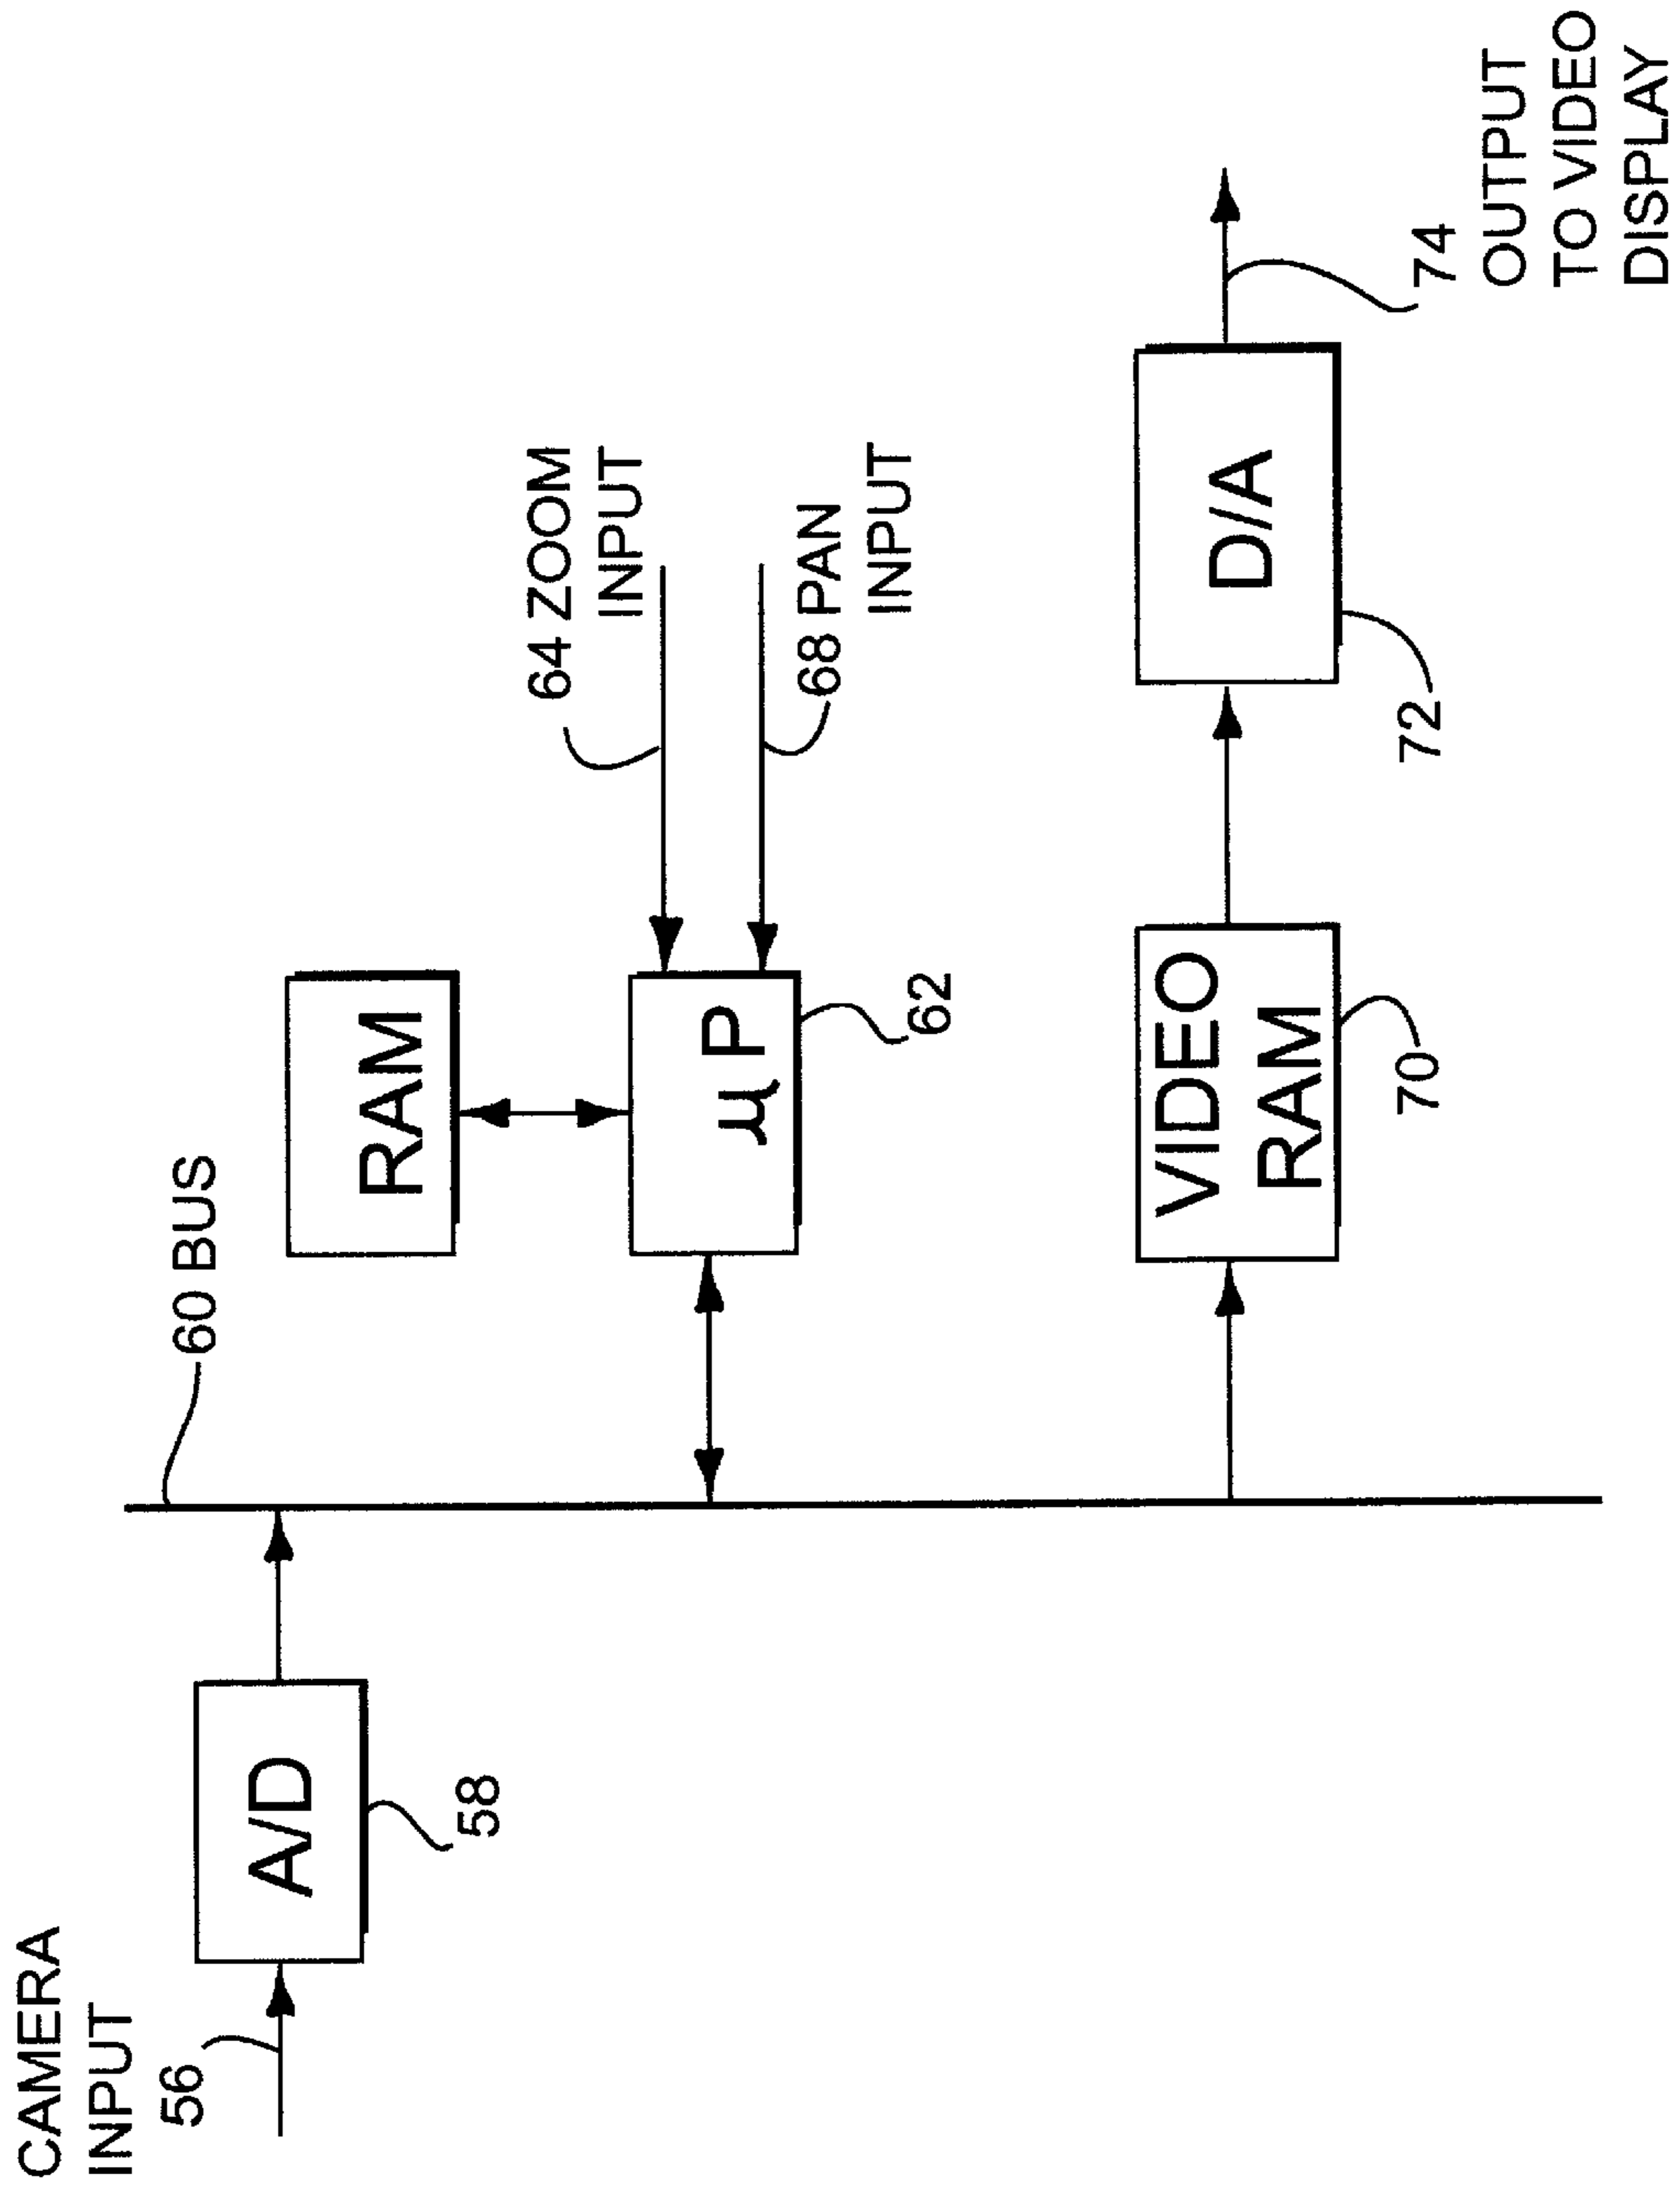 CAMERA
INPUT
56
A/D
58
60 BUS
RAM
µP
62
64 ZOOM
INPUT
68 PAN
INPUT
VIDEO
RAM
70
D/A
72
74
OUTPUT
TO VIDEO
DISPLAY